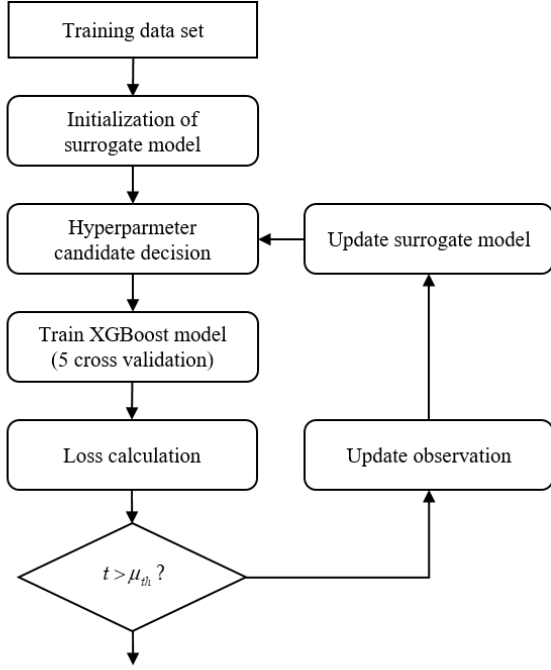 Training data set
Initialization of
surrogate model
Hyperparmeter
candidate decision
Update surrogate model
Train XGBoost model
(5 cross validation)
Loss calculation
Update observation
t > μ_th ?